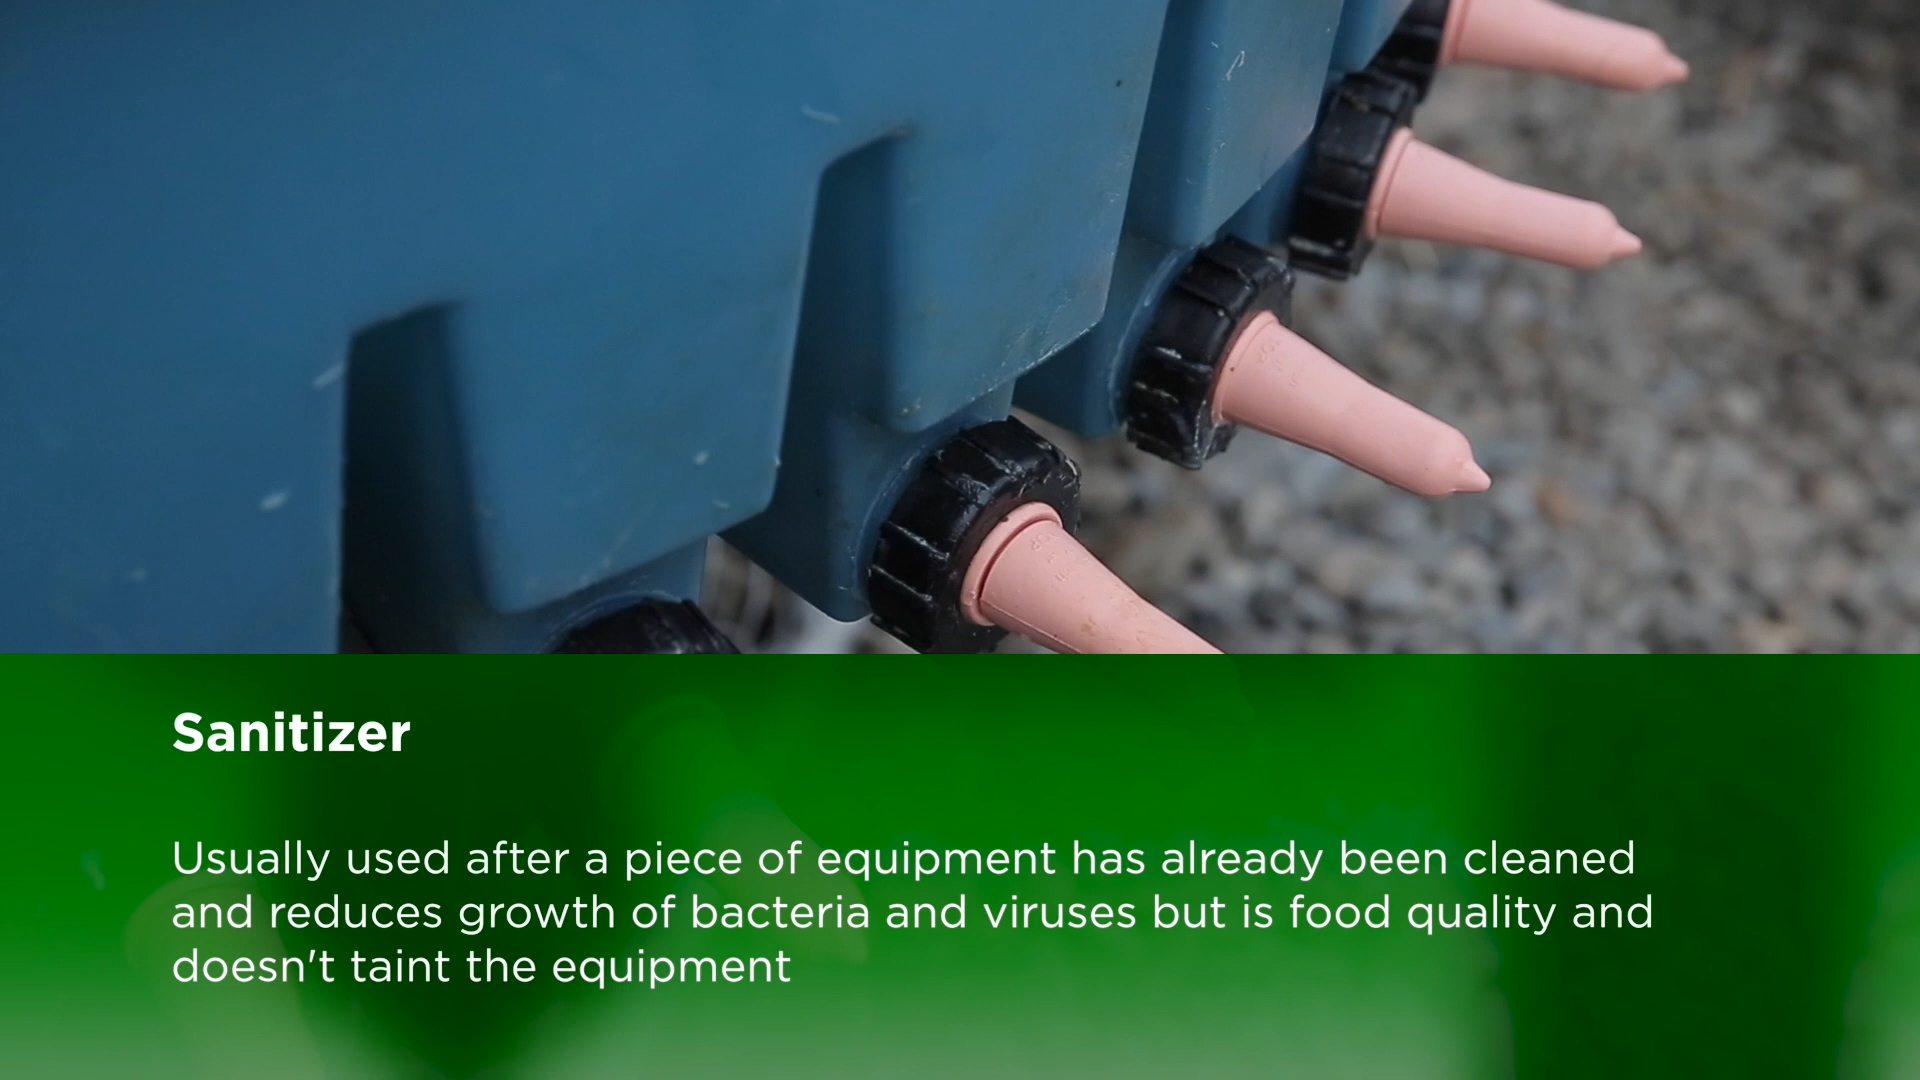 Sanitizer
Usually used after a piece of equipment has already been cleaned
and reduces growth of bacteria and viruses but is food quality and
doesn't taint the equipment